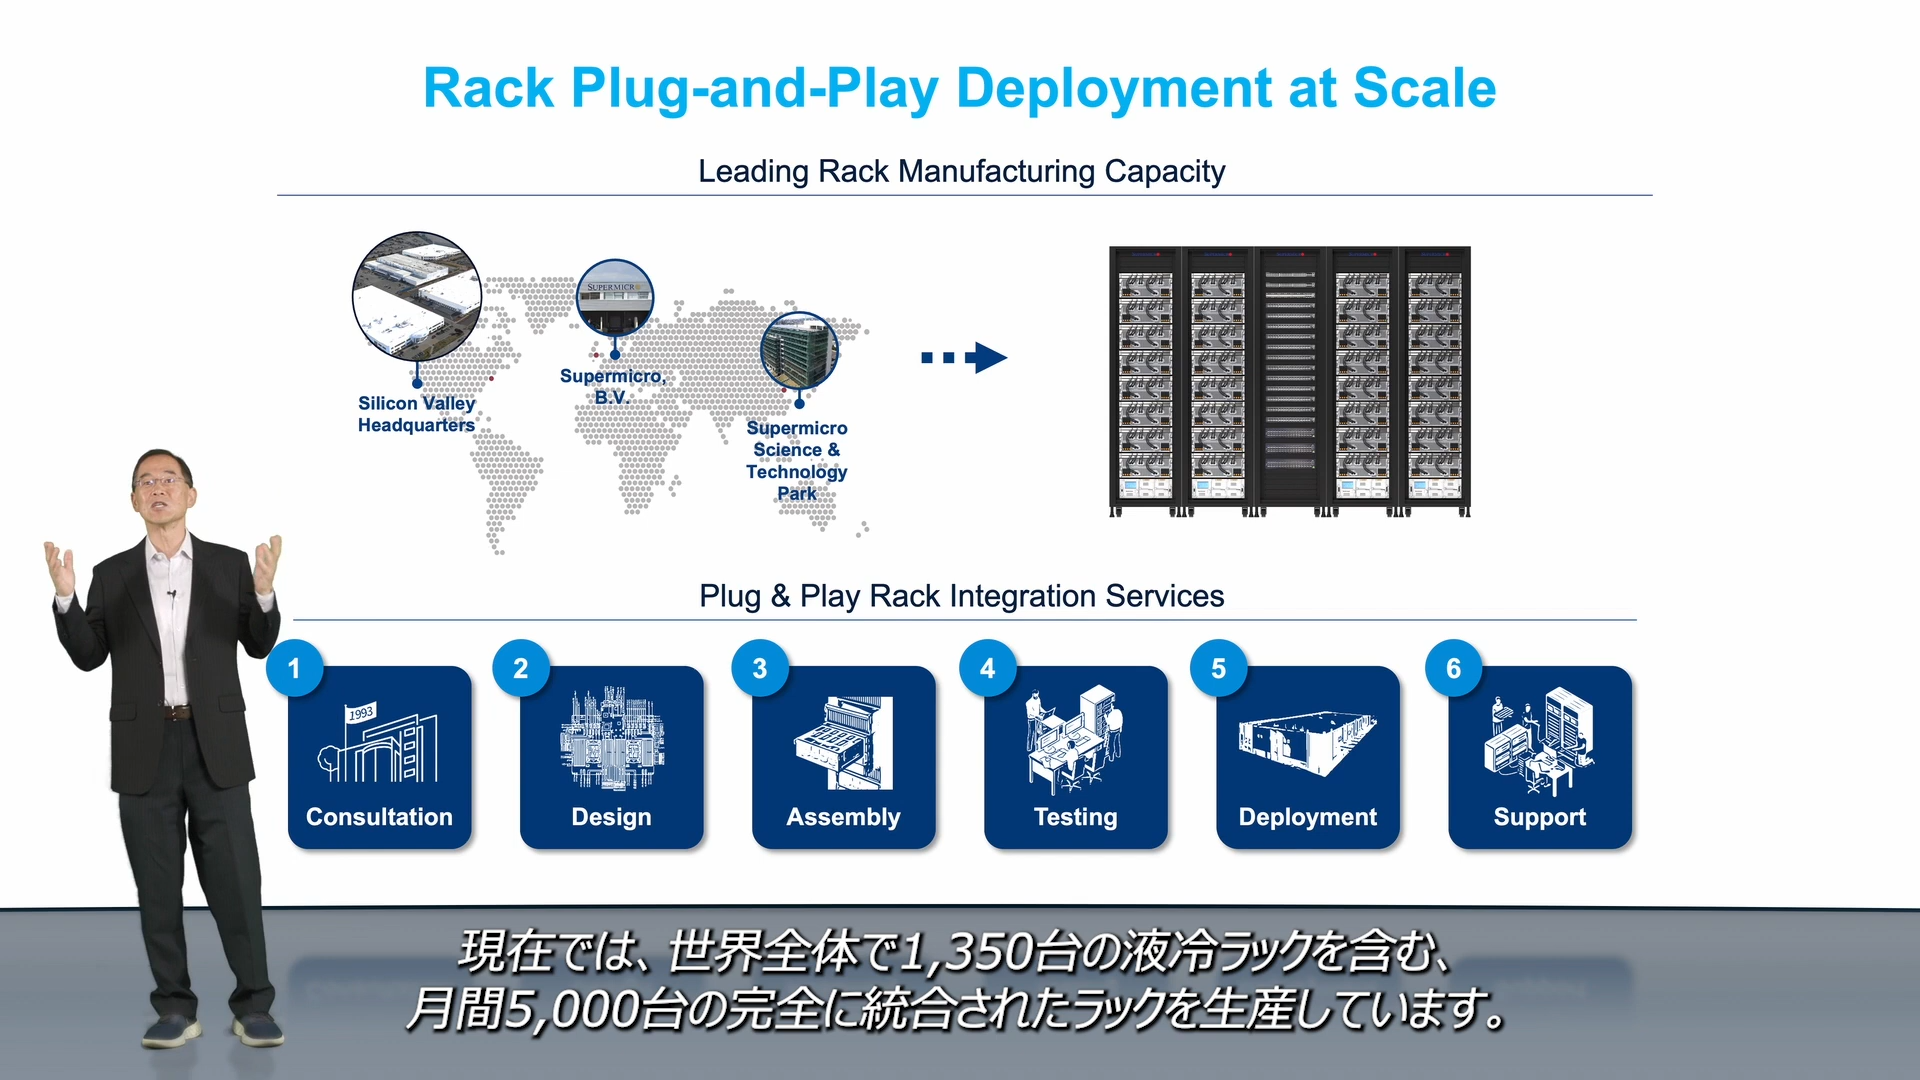 Rack Plug-and-Play Deployment at Scale
Leading Rack Manufacturing Capacity
SUPERMICRO
Silicon Valley
Headquarters
Supermicro,
B.V.
Supermicro
Science &
Technology
Park
Plug & Play Rack Integration Services
1
2
3
4
5
6
1993
Consultation
Design
Assembly
Testing
Deployment
Support
現在では、世界全体で1,350台の液冷ラックを含む、
月間5,000台の完全に統合されたラックを生産しています。